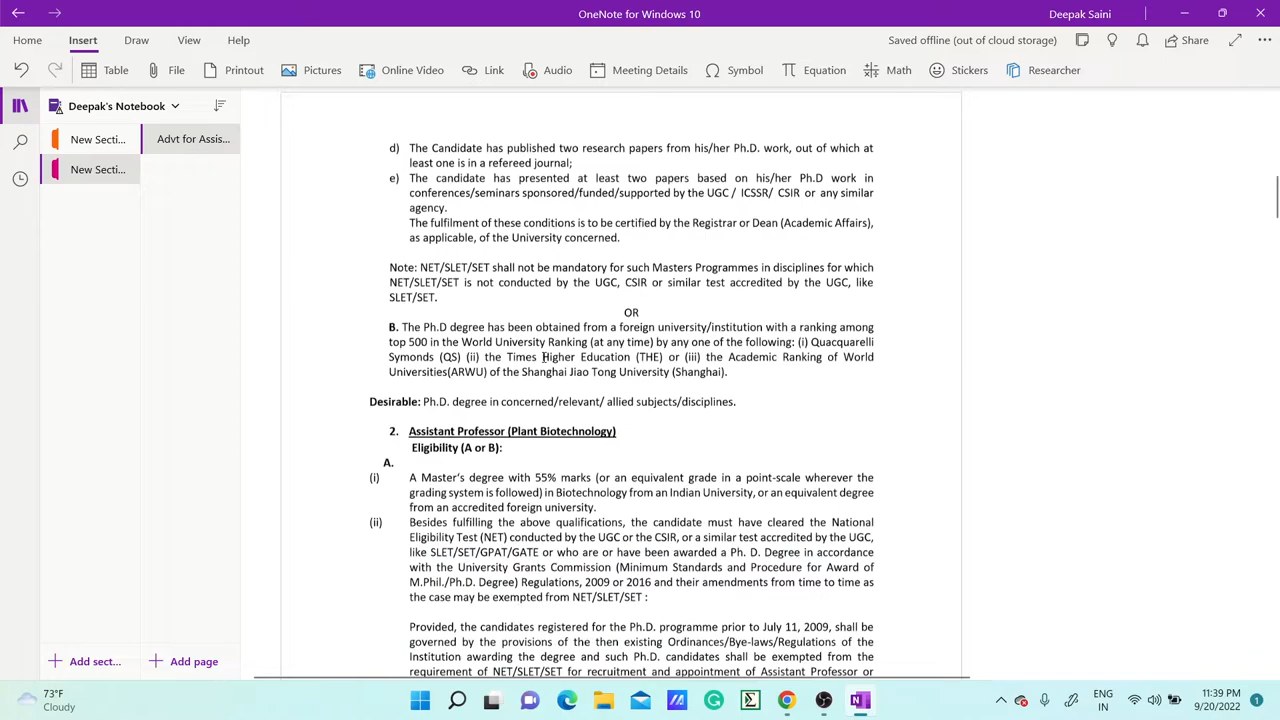 OneNote for Windows 10
Deepak Saini
Home
Insert
Draw
View
Help
Saved offline (out of cloud storage)
Share
Table
File
Printout
Pictures
Online Video
Link
Audio
Meeting Details
Symbol
Equation
Math
Stickers
Researcher
Deepak's Notebook
New Secti...
Advt for Assis...
New Secti...
d) The Candidate has published two research papers from his/her Ph.D. work, out of which at
least one is in a refereed journal;
e) The candidate has presented at least two papers based on his/her Ph.D work in
conferences/seminars sponsored/funded/supported by the UGC / ICSSR/ CSIR or any similar
agency.
The fulfilment of these conditions is to be certified by the Registrar or Dean (Academic Affairs),
as applicable, of the University concerned.
Note: NET/SLET/SET shall not be mandatory for such Masters Programmes in disciplines for which
NET/SLET/SET is not conducted by the UGC, CSIR or similar test accredited by the UGC, like
SLET/SET.
OR
B. The Ph.D degree has been obtained from a foreign university/institution with a ranking among
top 500 in the World University Ranking (at any time) by any one of the following: (i) Quacquarelli
Symonds (QS) (ii) the Times Higher Education (THE) or (iii) the Academic Ranking of World
Universities(ARWU) of the Shanghai Jiao Tong University (Shanghai).
Desirable: Ph.D. degree in concerned/relevant/ allied subjects/disciplines.
2. Assistant Professor (Plant Biotechnology)
Eligibility (A or B):
A.
(i) A Master's degree with 55% marks (or an equivalent grade in a point-scale wherever the
grading system is followed) in Biotechnology from an Indian University, or an equivalent degree
from an accredited foreign university.
(ii) Besides fulfilling the above qualifications, the candidate must have cleared the National
Eligibility Test (NET) conducted by the UGC or the CSIR, or a similar test accredited by the UGC,
like SLET/SET/GPAT/GATE or who are or have been awarded a Ph. D. Degree in accordance
with the University Grants Commission (Minimum Standards and Procedure for Award of
M.Phil./Ph.D. Degree) Regulations, 2009 or 2016 and their amendments from time to time as
the case may be exempted from NET/SLET/SET :
Provided, the candidates registered for the Ph.D. programme prior to July 11, 2009, shall be
governed by the provisions of the then existing Ordinances/Bye-laws/Regulations of the
Institution awarding the degree and such Ph.D. candidates shall be exempted from the
requirement of NET/SLET/SET for recruitment and appointment of Assistant Professor or
Add sect...
Add page
73°F
Cloudy
ENG
IN
11:39 PM
9/20/2022
1